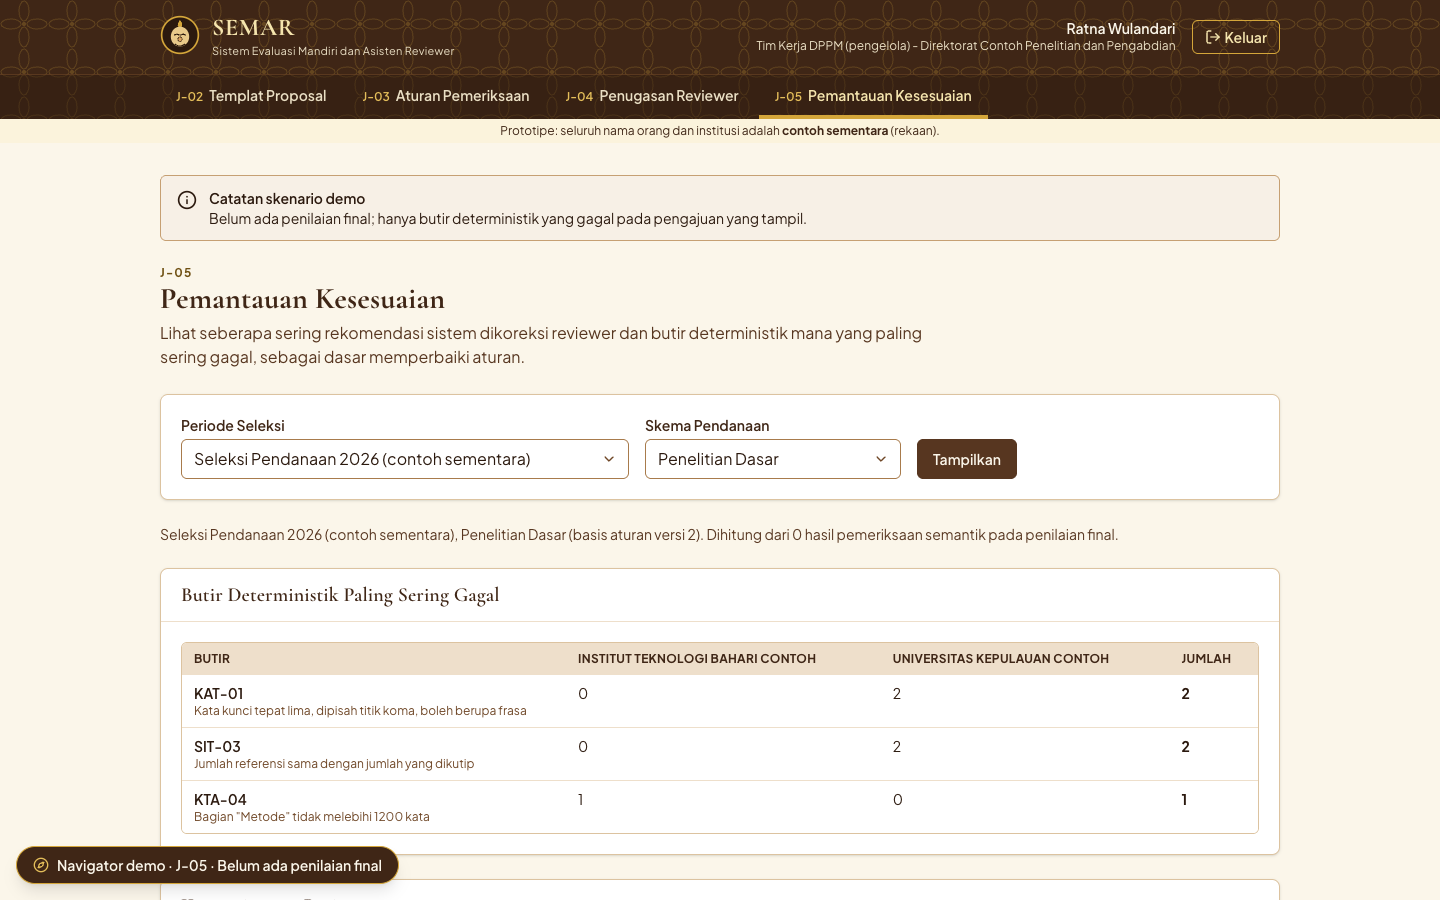 SEMAR
Sistem Evaluasi Mandiri dan Asisten Reviewer
Ratna Wulandari
Tim Kerja DPPM (pengelola) - Direktorat Contoh Penelitian dan Pengabdian
Keluar
J-02 Templat Proposal
J-03 Aturan Pemeriksaan
J-04 Penugasan Reviewer
J-05 Pemantauan Kesesuaian
Prototipe: seluruh nama orang dan institusi adalah contoh sementara (rekaan).
Catatan skenario demo
Belum ada penilaian final; hanya butir deterministik yang gagal pada pengajuan yang tampil.
J-05
Pemantauan Kesesuaian
Lihat seberapa sering rekomendasi sistem dikoreksi reviewer dan butir deterministik mana yang paling
sering gagal, sebagai dasar memperbaiki aturan.
Periode Seleksi
Skema Pendanaan
Seleksi Pendanaan 2026 (contoh sementara)
Penelitian Dasar
Tampilkan
Seleksi Pendanaan 2026 (contoh sementara), Penelitian Dasar (basis aturan versi 2). Dihitung dari 0 hasil pemeriksaan semantik pada penilaian final.
Butir Deterministik Paling Sering Gagal
BUTIR INSTITUT TEKNOLOGI BAHARI CONTOH UNIVERSITAS KEPULAUAN CONTOH JUMLAH
KAT-01 0 2 2
Kata kunci tepat lima, dipisah titik koma, boleh berupa frasa
SIT-03 0 2 2
Jumlah referensi sama dengan jumlah yang dikutip
KTA-04 1 0 1
Bagian "Metode" tidak melebihi 1200 kata
Navigator demo · J-05 · Belum ada penilaian final